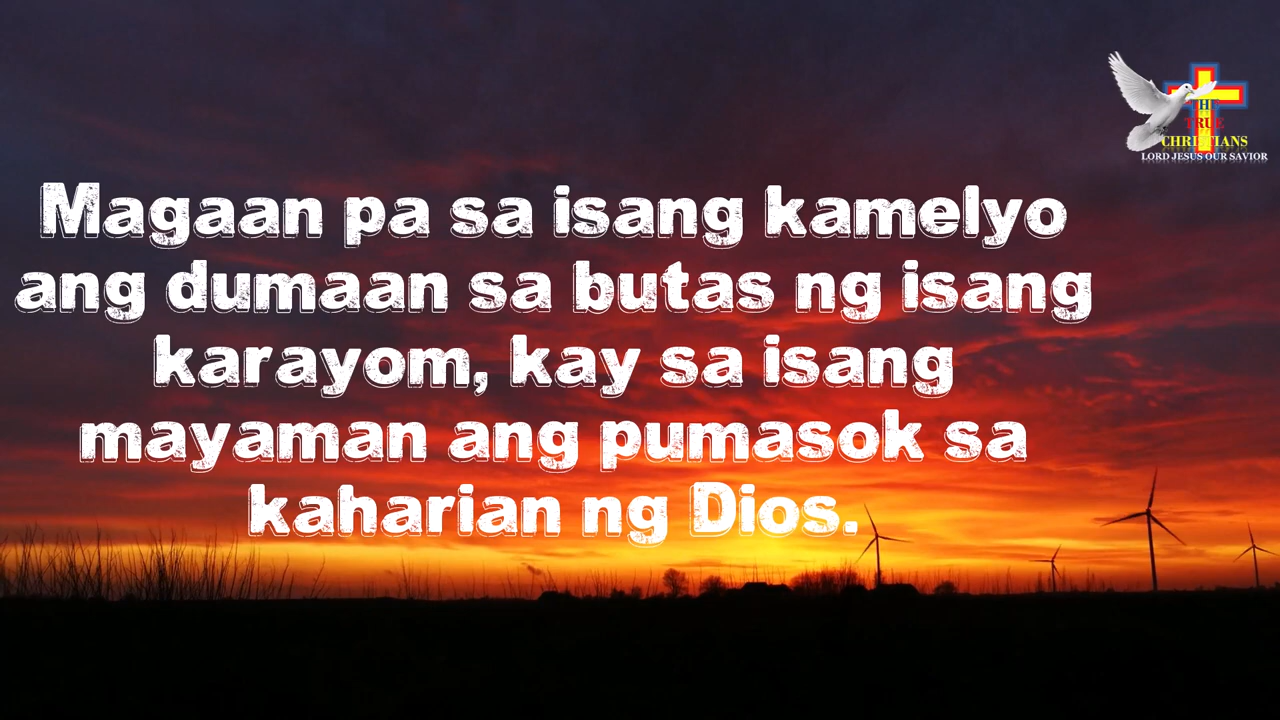 THE
TRUE
CHRISTIANS
LORD JESUS OUR SAVIOR
Magaan pa sa isang kamelyo
ang dumaan sa butas ng isang
karayom, kay sa isang
mayaman ang pumasok sa
kaharian ng Dios.